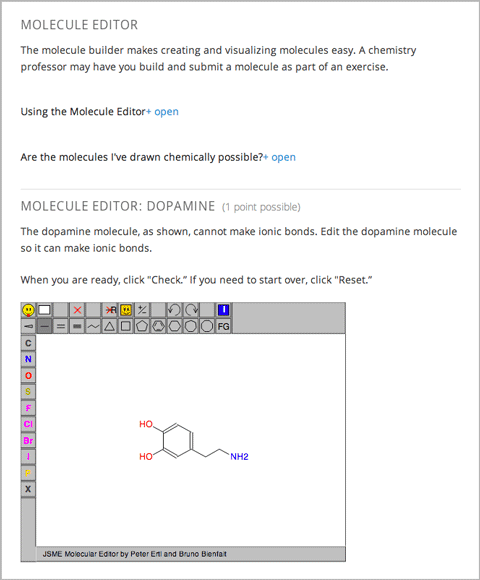 MOLECULE EDITOR
The molecule builder makes creating and visualizing molecules easy. A chemistry
professor may have you build and submit a molecule as part of an exercise.
Using the Molecule Editor+ open
Are the molecules I've drawn chemically possible?+ open
MOLECULE EDITOR: DOPAMINE (1 point possible)
The dopamine molecule, as shown, cannot make ionic bonds. Edit the dopamine molecule
so it can make ionic bonds.
When you are ready, click "Check.” If you need to start over, click "Reset.”
FG
C
N
O
S
F
Cl
Br
I
X
HO
HO
NH2
JSME Molecular Editor by Peter Ertl and Bruno Bienfait